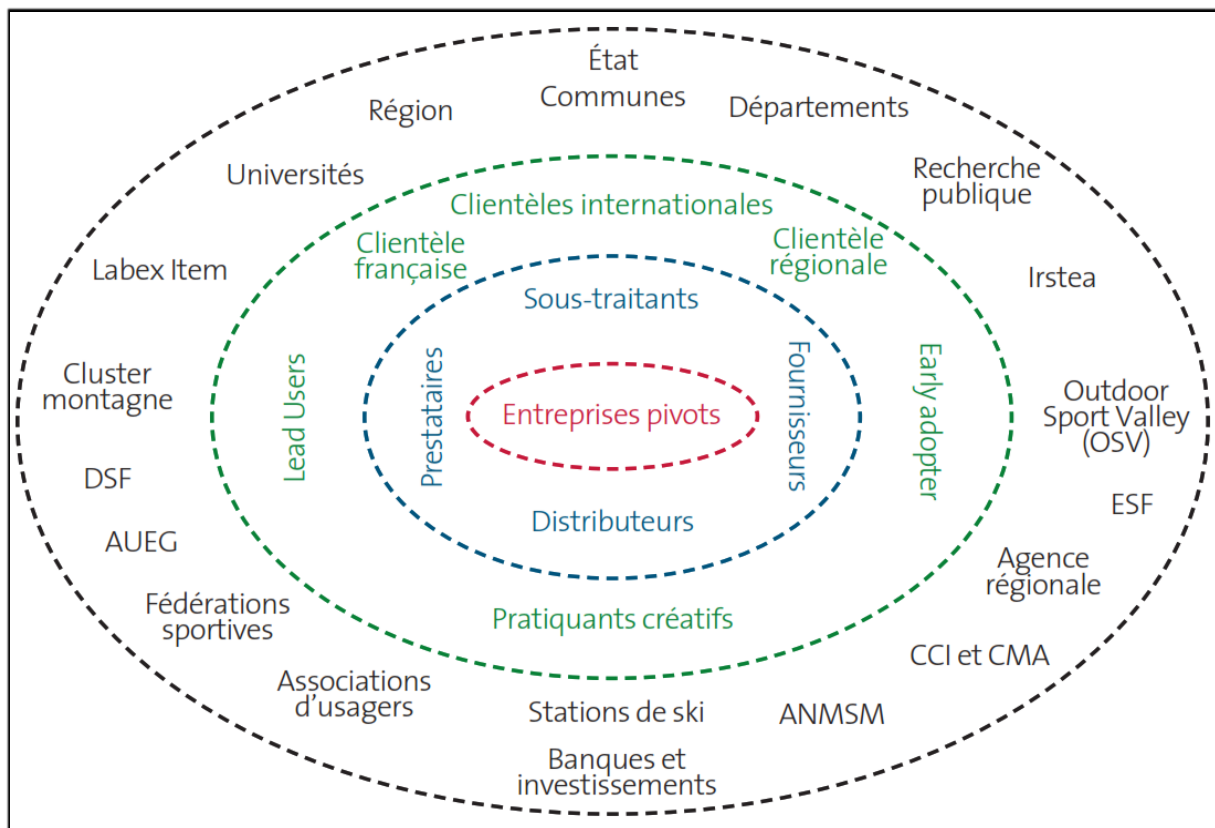 État
Communes
Région
Départements
Universités
Recherche
publique
Clientèles internationales
Clientèle
française
Clientèle
régionale
Labex Item
Irstea
Sous-traitants
Cluster
montagne
Lead Users
Prestataires
Entreprises pivots
Fournisseurs
Early adopter
Outdoor
Sport Valley
(OSV)
DSF
ESF
Distributeurs
AUEG
Agence
régionale
Fédérations
sportives
Pratiquants créatifs
CCI et CMA
Associations
d'usagers
Stations de ski
ANMSM
Banques et
investissements